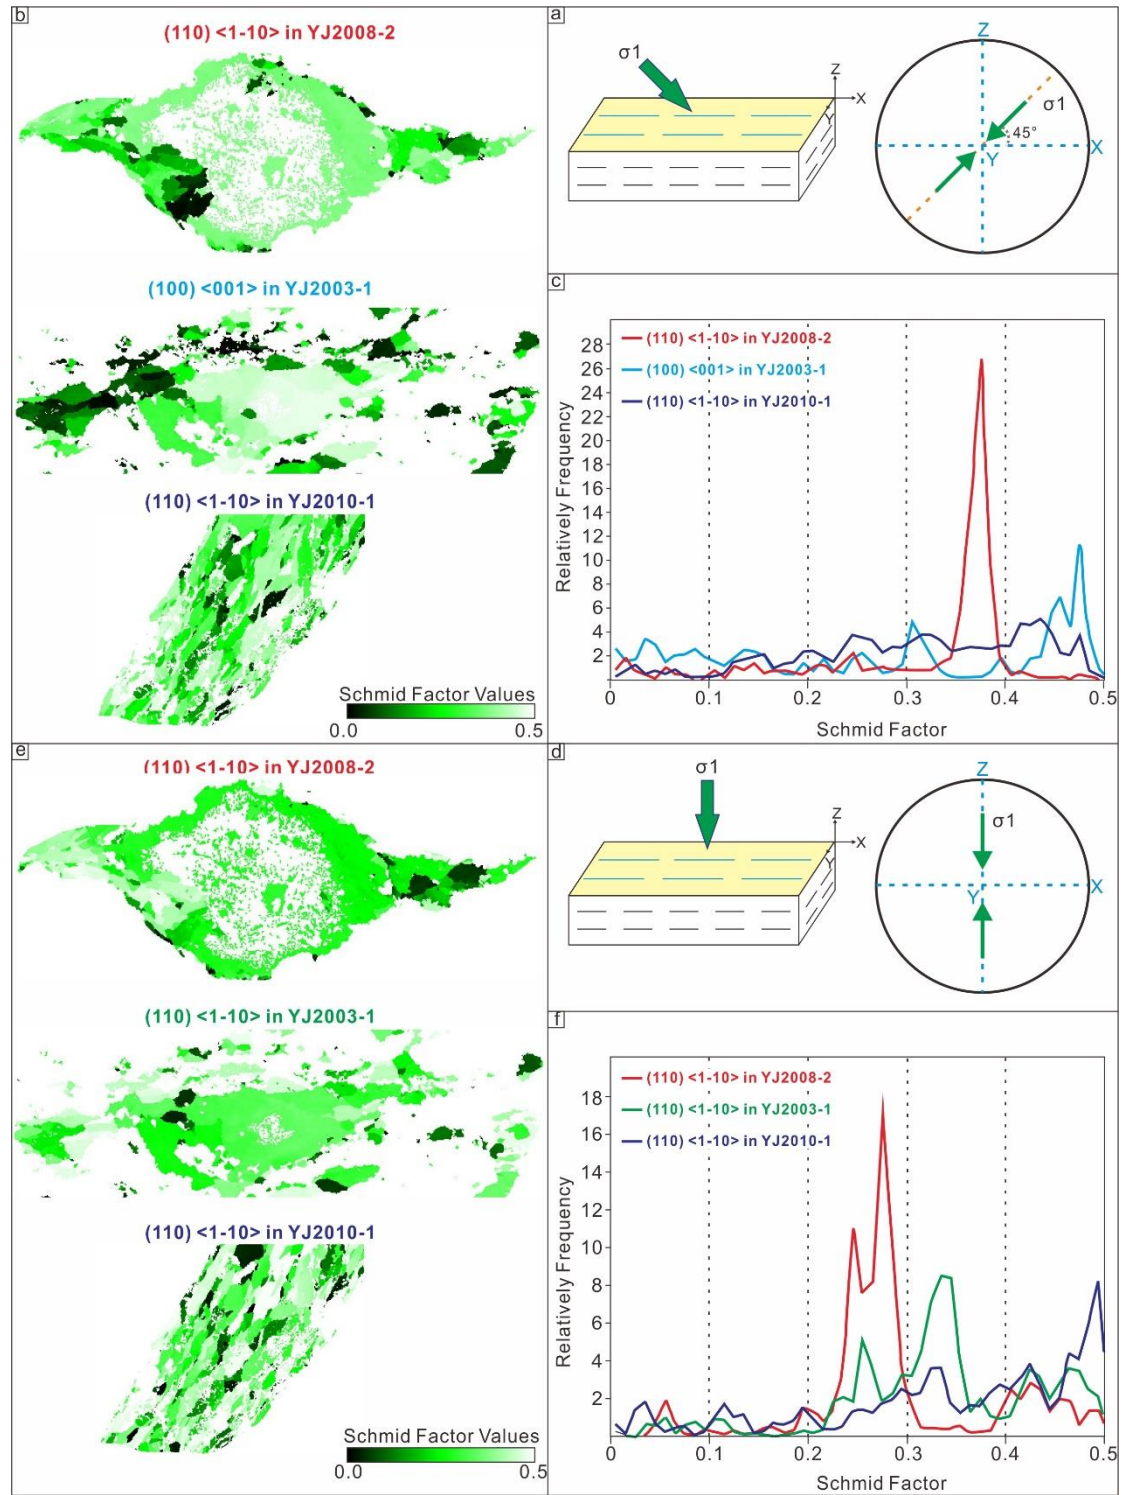 b
(110) <1-10> in YJ2008-2
(100) <001> in YJ2003-1
(110) <1-10> in YJ2010-1
Schmid Factor Values
0.0
0.5
a
σ1
Z
X
Y
Z
σ1
45°
X
Y
c
(110) <1-10> in YJ2008-2
(100) <001> in YJ2003-1
(110) <1-10> in YJ2010-1
Relatively Frequency
28
26
24
22
20
18
16
14
12
10
8
6
4
2
0
0.1
0.2
0.3
0.4
0.5
Schmid Factor
e
(110) <1-10> in YJ2008-2
(110) <1-10> in YJ2003-1
(110) <1-10> in YJ2010-1
Schmid Factor Values
0.0
0.5
d
σ1
Z
X
Y
Z
σ1
X
Y
f
(110) <1-10> in YJ2008-2
(110) <1-10> in YJ2003-1
(110) <1-10> in YJ2010-1
Relatively Frequency
18
16
14
12
10
8
6
4
2
0
0.1
0.2
0.3
0.4
0.5
Schmid Factor